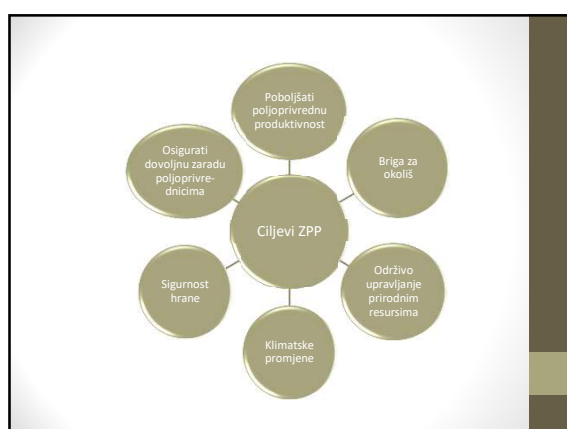 Poboljšati
poljoprivrednu
produktivnost
Briga za
okoliš
Održivo
upravljanje
prirodnim
resursima
Klimatske
promjene
Sigurnost
hrane
Osigurati
dovoljnu zaradu
poljoprivre-
dnicima
Ciljevi ZPP